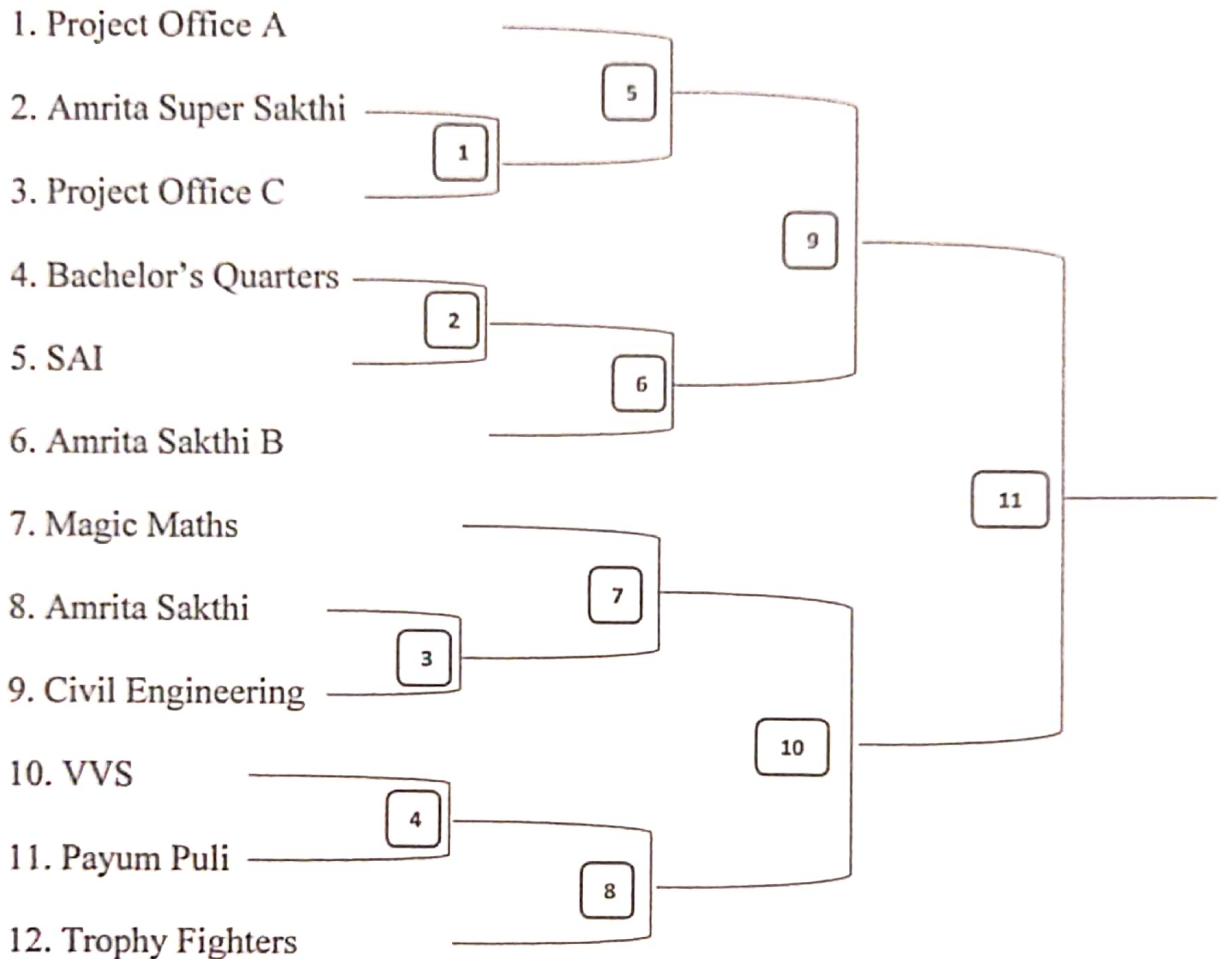 1. Project Office A
5
2. Amrita Super Sakthi
1
3. Project Office C
9
4. Bachelor's Quarters
2
5. SAI
6
6. Amrita Sakthi B
11
7. Magic Maths
7
8. Amrita Sakthi
3
9. Civil Engineering
10
10. VVS
4
11. Payum Puli
8
12. Trophy Fighters